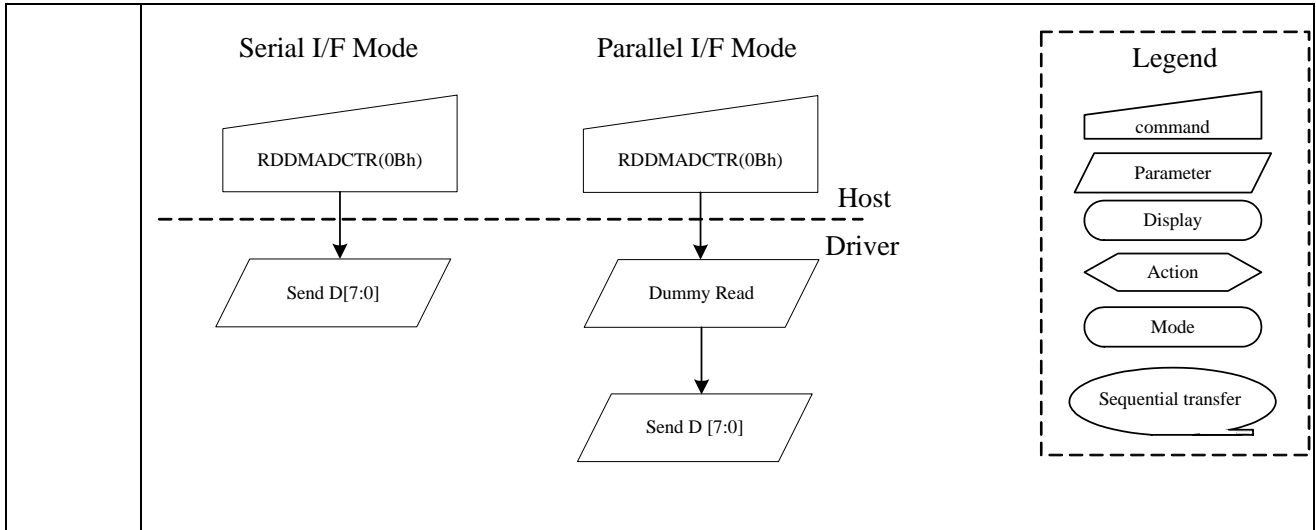 Serial I/F Mode
RDDMADCTR(0Bh)
Send D[7:0]
Parallel I/F Mode
RDDMADCTR(0Bh)
Host
Driver
Dummy Read
Send D [7:0]
Legend
command
Parameter
Display
Action
Mode
Sequential transfer